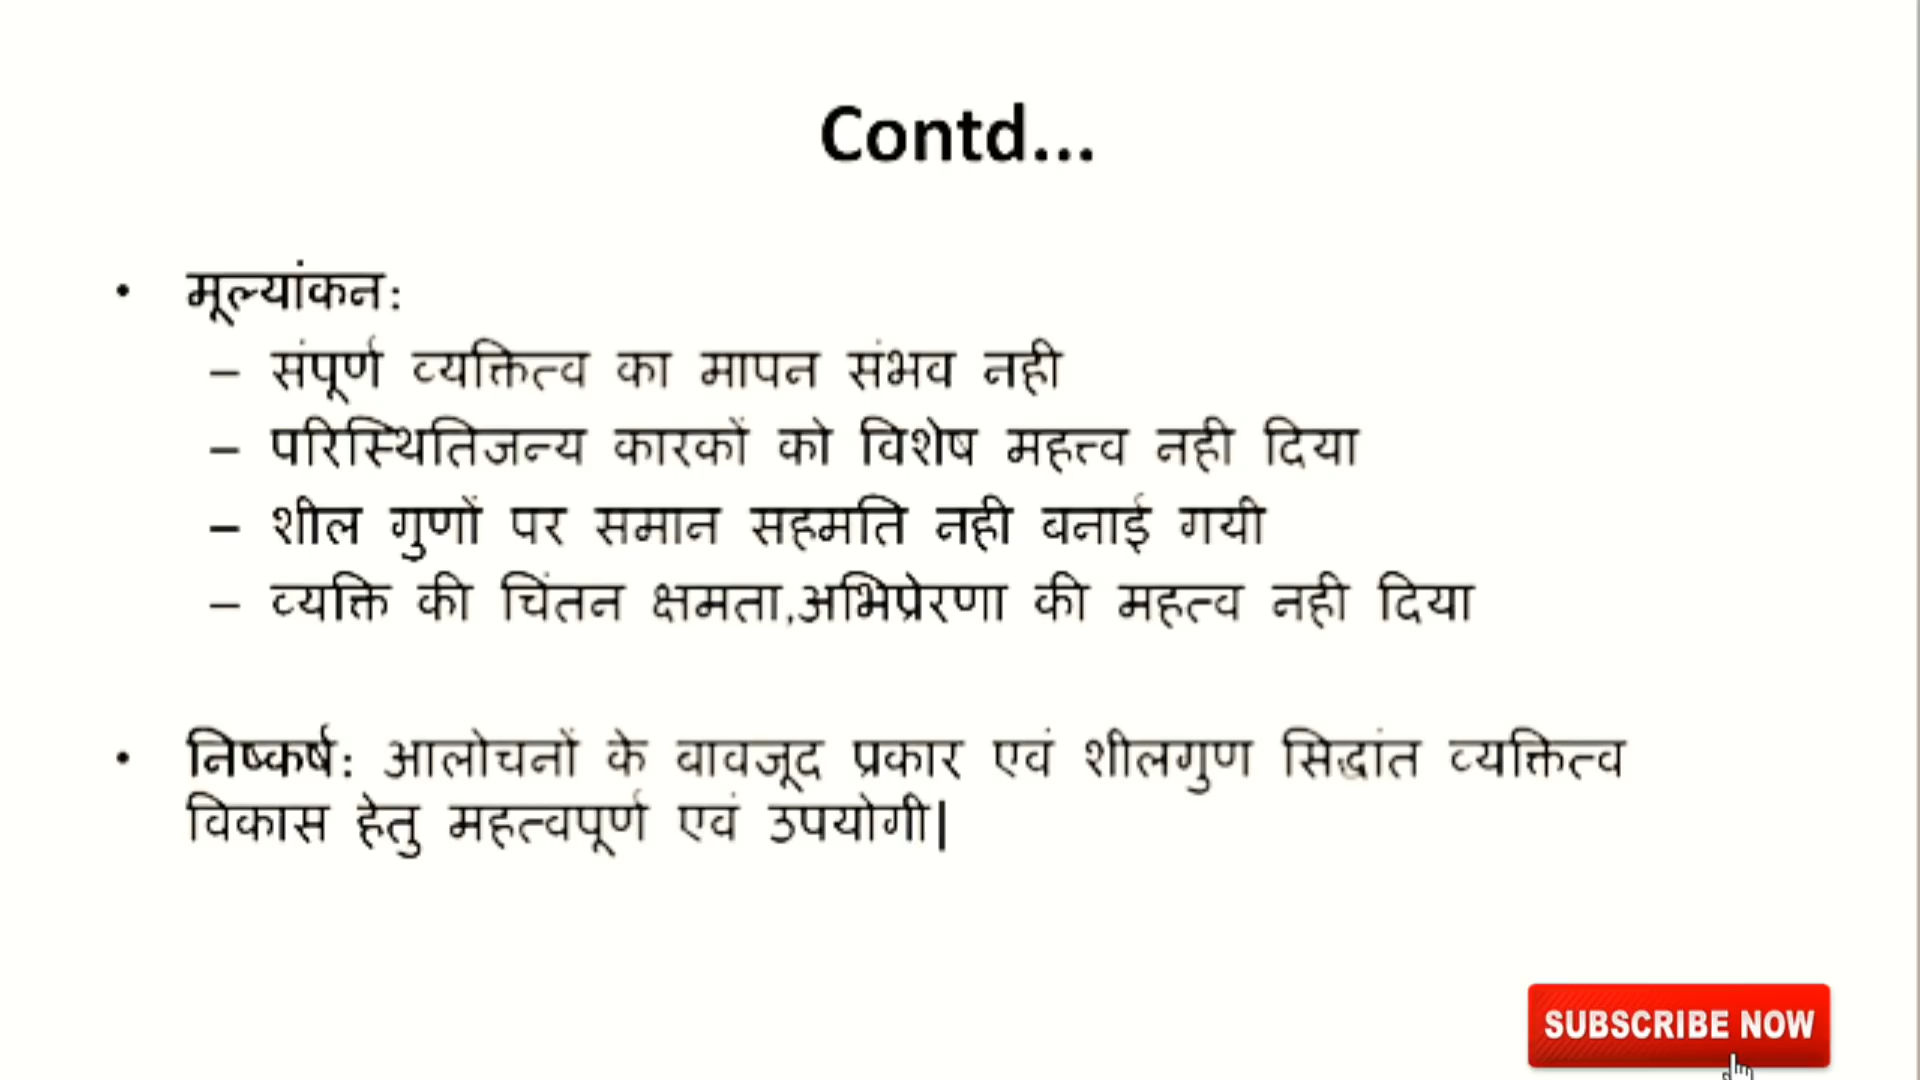 Contd...
• मूल्यांकन:
– संपूर्ण व्यक्तित्व का मापन संभव नही
– परिस्थितिजन्य कारकों को विशेष महत्त्व नही दिया
– शील गुणों पर समान सहमति नही वनाई गयी
– व्यक्ति की चिंतन क्षमता,अभिप्रेरणा की महत्व नही दिया
• निष्कर्ष: आलोचनों के वावजूद प्रकार एवं शीलगुण सिद्धांत व्यक्तित्व
विकास हेतु महत्वपूर्ण एवं उपयोगी|
SUBSCRIBE NOW